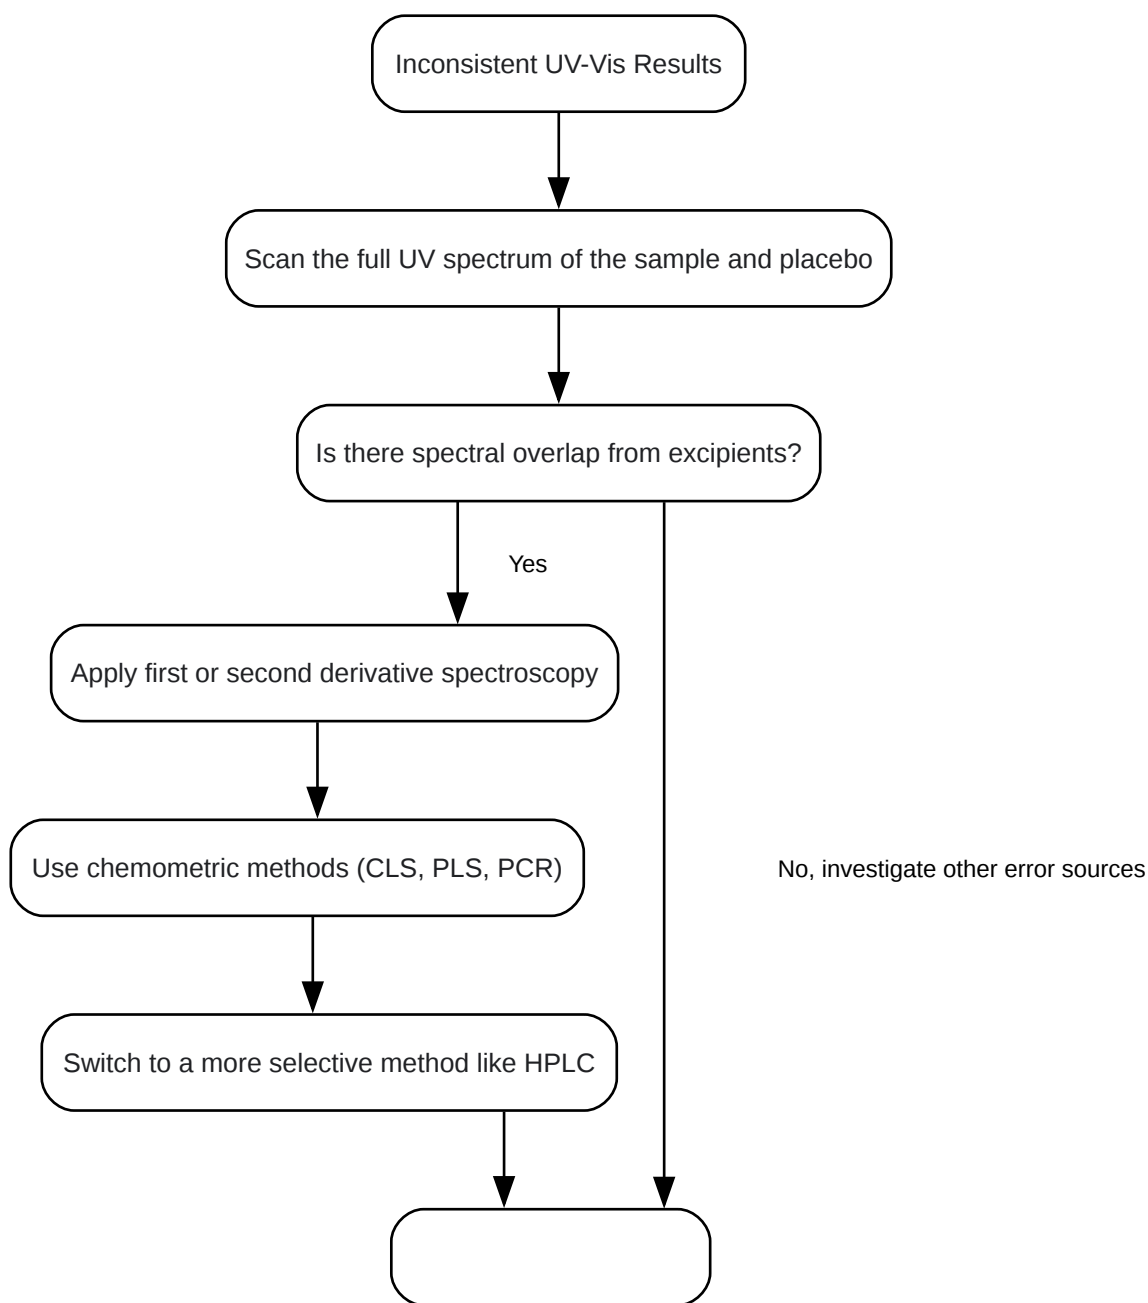 Inconsistent UV-Vis Results
Scan the full UV spectrum of the sample and placebo
Is there spectral overlap from excipients?
Yes
Apply first or second derivative spectroscopy
Use chemometric methods (CLS, PLS, PCR)
No, investigate other error sources
Switch to a more selective method like HPLC